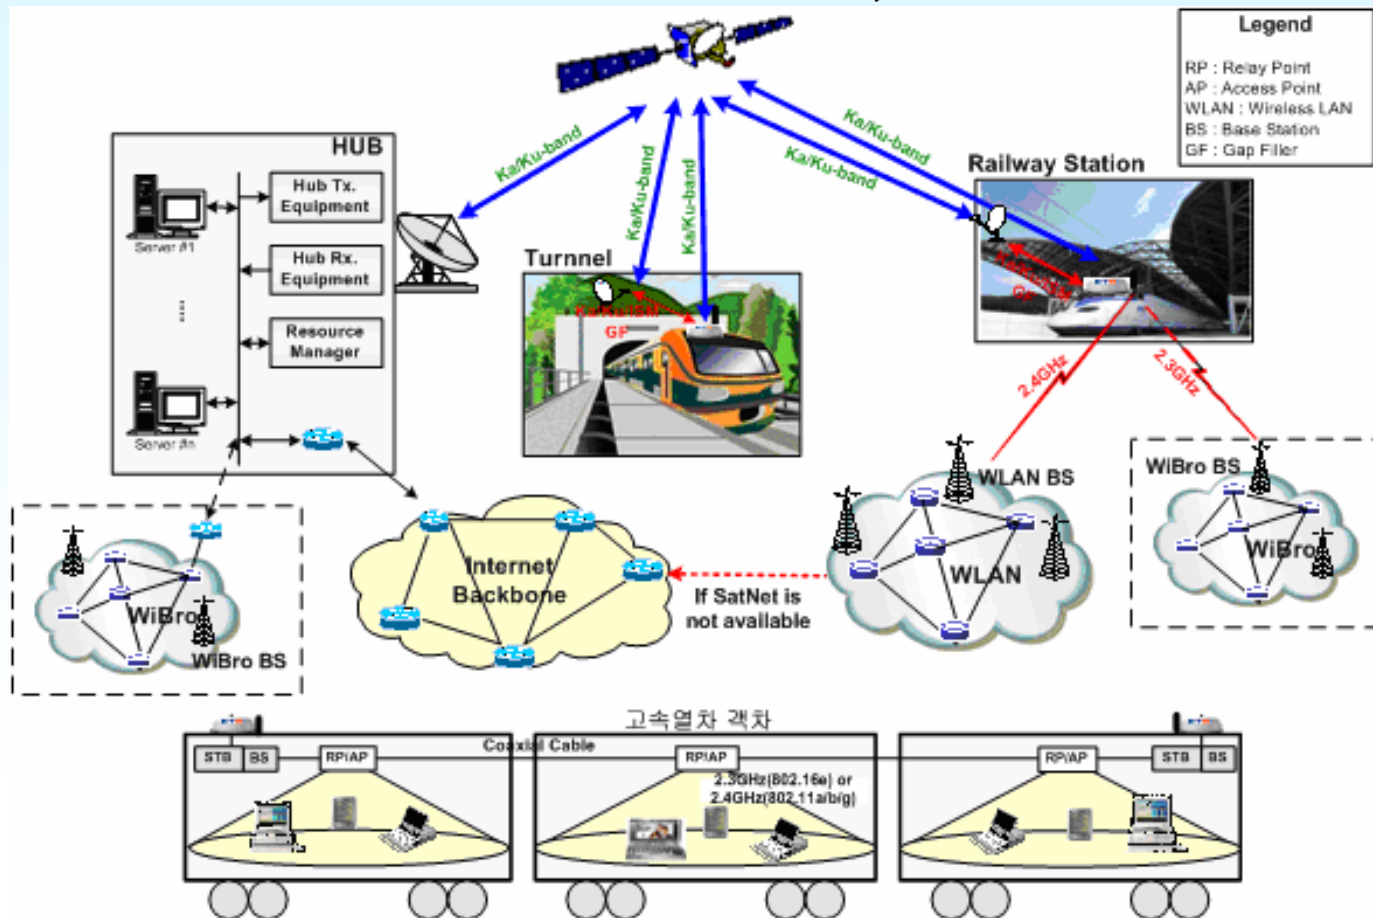 Legend
RP : Relay Point
AP : Access Point
WLAN : Wireless LAN
BS : Base Station
GF : Gap Filler
Ka/Ku-band
Ka/Ku-band
Ka/Ku-band
Ka/Ku-band
Ka/Ku-band
HUB
Hub Tx.
Equipment
Server #1
Hub Rx.
Equipment
Resource
Manager
Server #n
Turnnel
GF
Railway Station
GF
2.4GHz
2.3GHz
WiBro
WiBro BS
Internet
Backbone
If SatNet is
not available
WLAN BS
WLAN
WiBro BS
WiBro
고속열차 객차
Coaxial Cable
STB
BS
RP/AP
RP/AP
2.3GHz(802.16e) or
2.4GHz(802.11a/b/g)
RP/AP
STB
BS